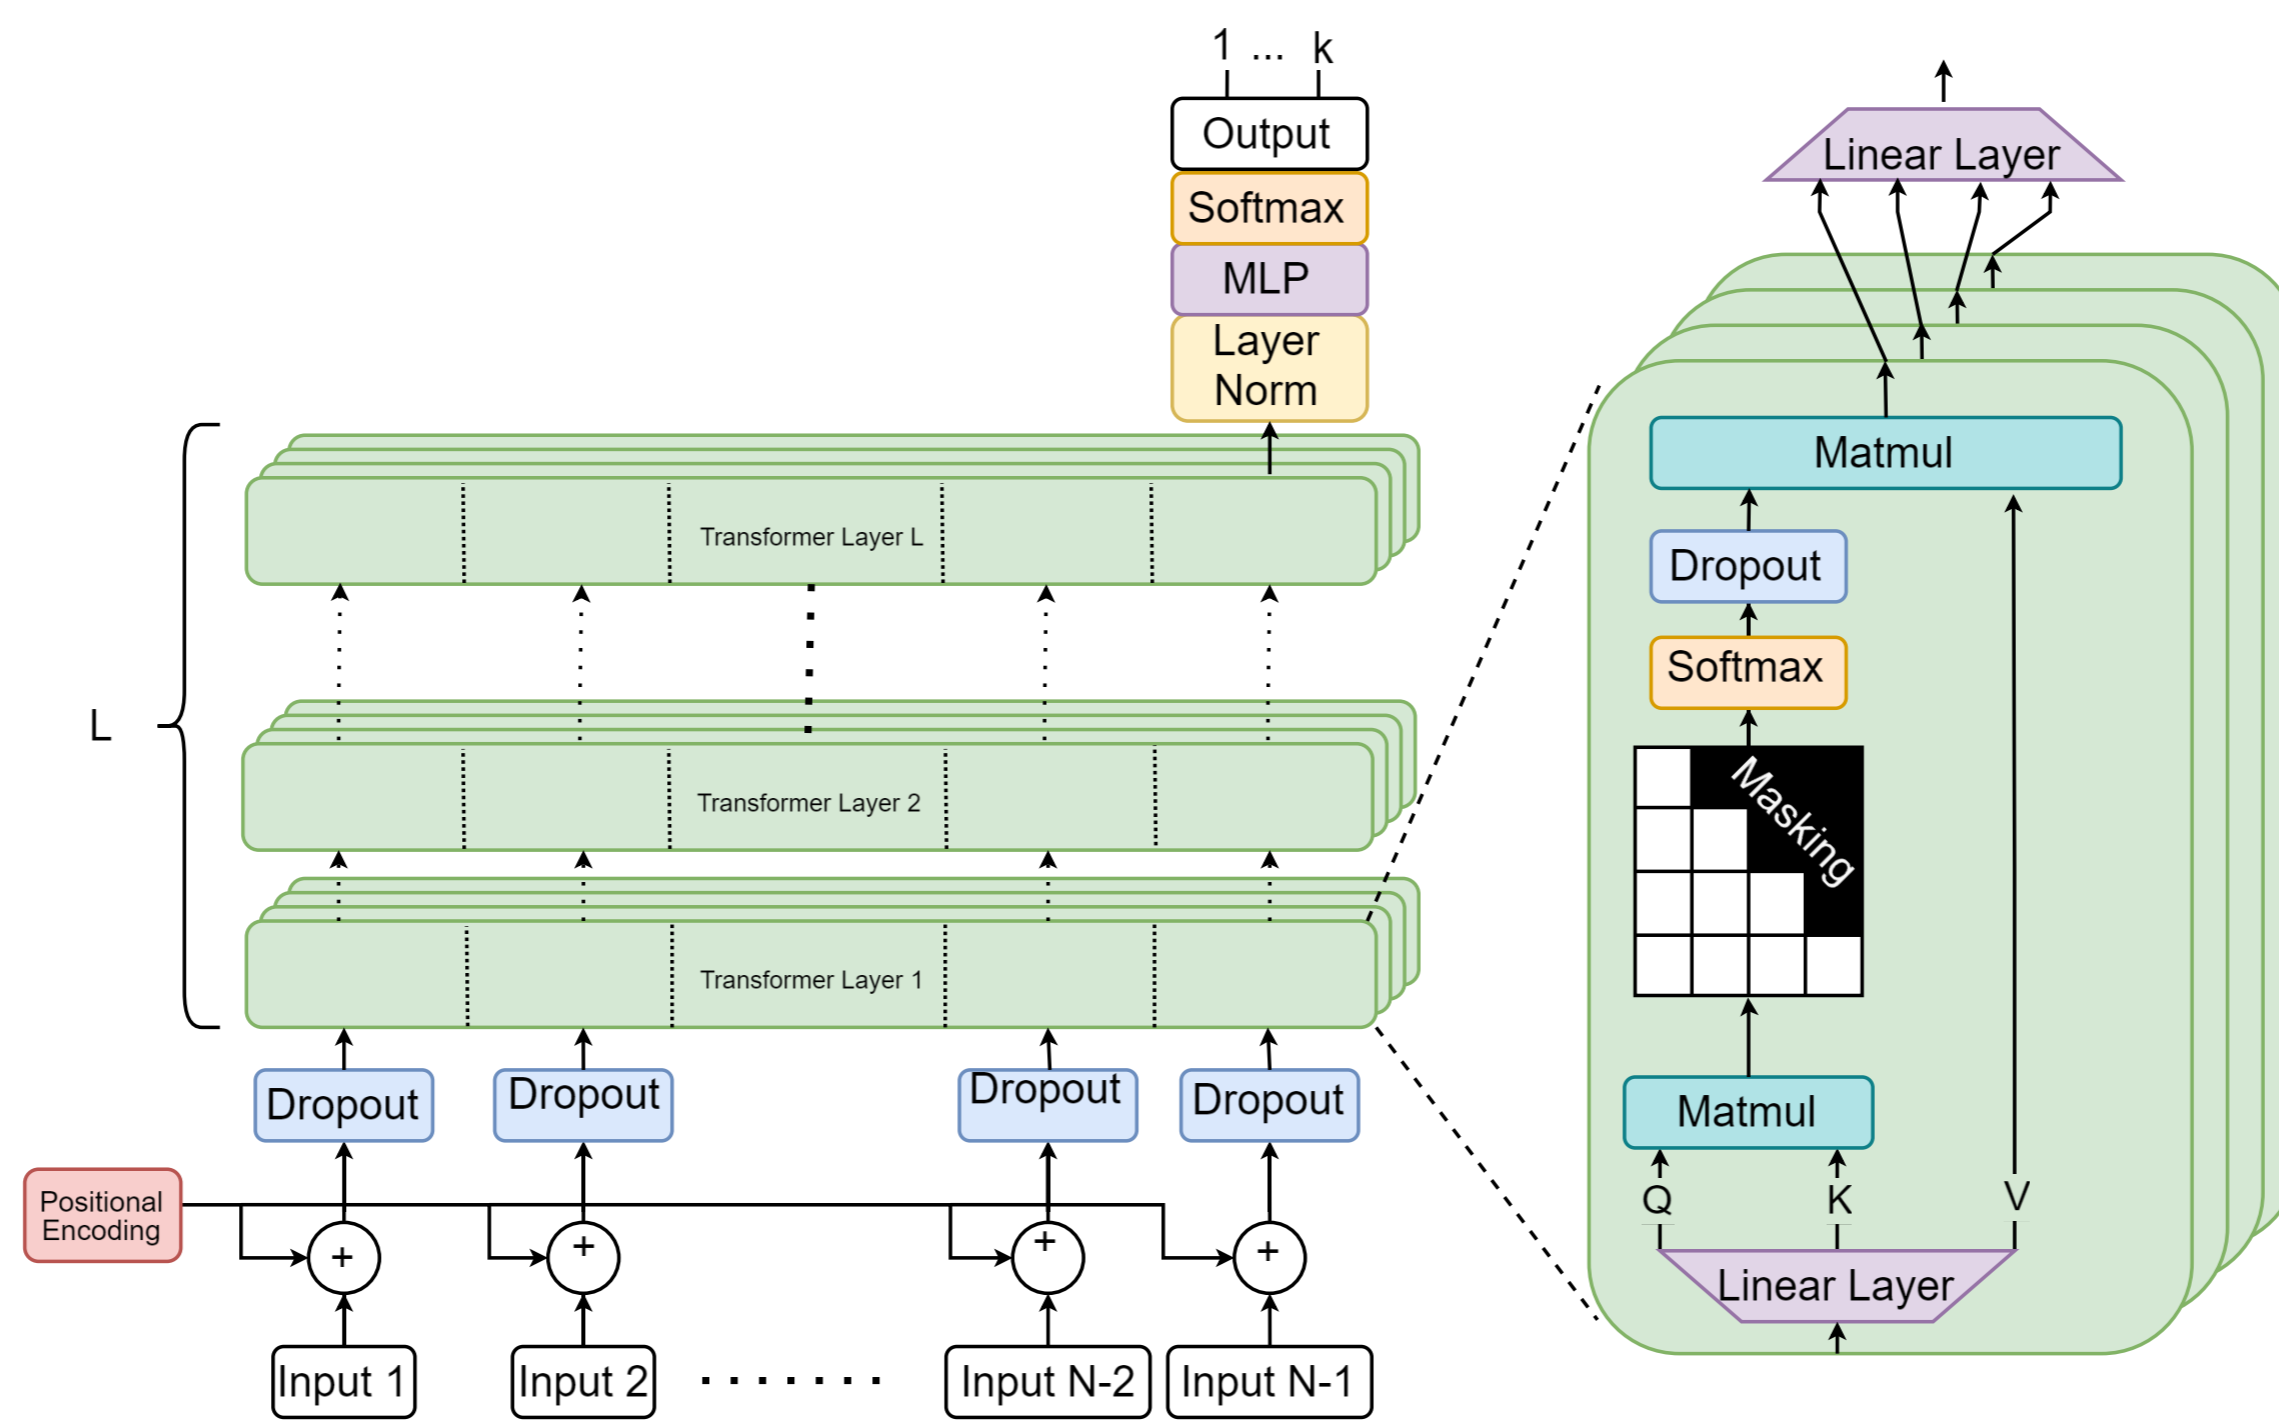 1 ... k
Output
Softmax
MLP
Layer
Norm
L
Transformer Layer L
Transformer Layer 2
Transformer Layer 1
Dropout Dropout Dropout Dropout
Positional
Encoding
+ + + +
Input 1 Input 2 ....... Input N-2 Input N-1
Linear Layer
Matmul
Dropout
Softmax
Masking
Matmul
Q K V
Linear Layer